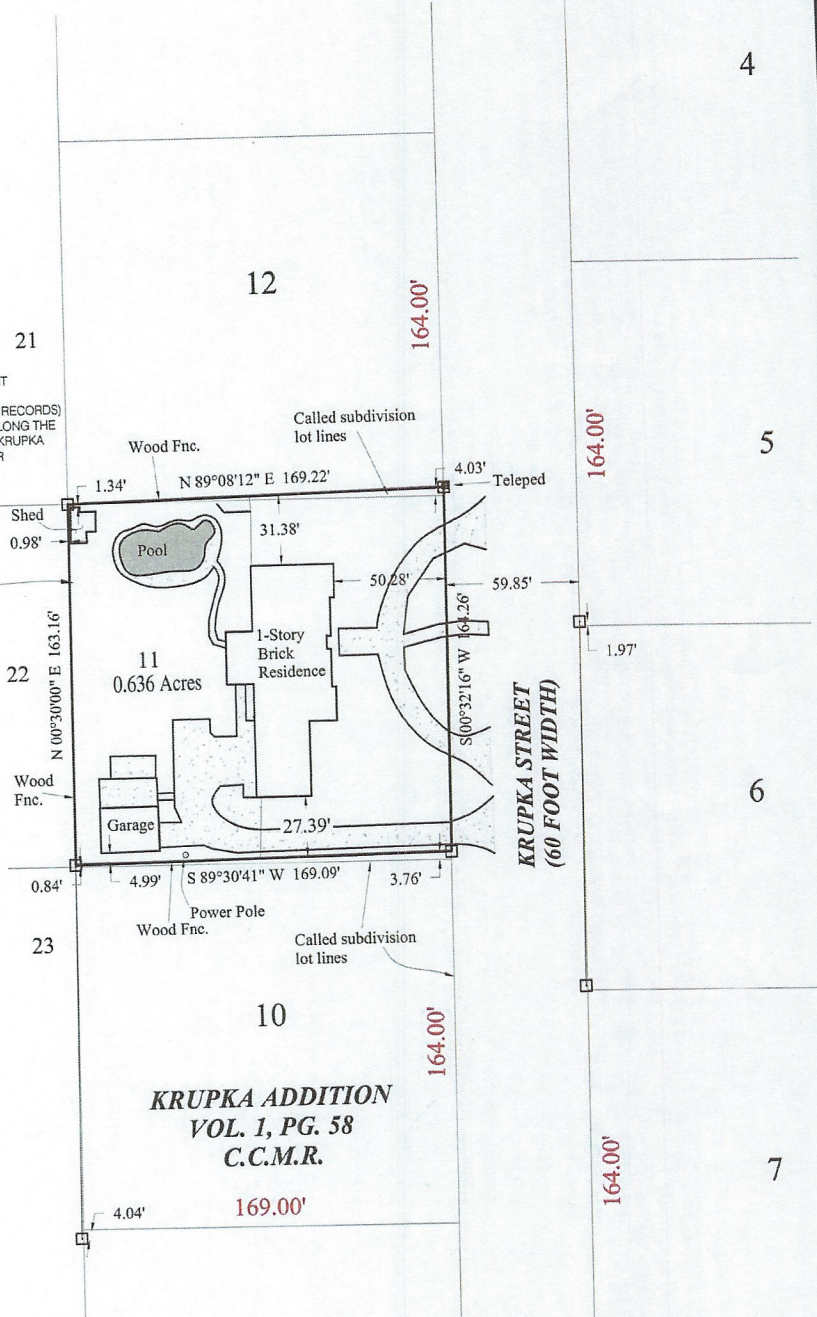 4
12
164.00'
21
T
RECORDS)
LONG THE
KRUPKA
R
Called subdivision
lot lines
Wood Fnc.
164.00'
5
N 89°08'12" E 169.22'
4.03'
Teleped
1.34'
Shed
0.98'
31.38'
Pool
50.28'
59.85'
N 00°30'00" E 163.16'
S 00°32'16" W 164.26'
1-Story
Brick
Residence
11
0.636 Acres
1.97'
22
KRUPKA STREET
(60 FOOT WIDTH)
Wood
Fnc.
6
Garage
27.39'
0.84'
4.99'
S 89°30'41" W 169.09'
3.76'
Power Pole
Wood Fnc.
23
Called subdivision
lot lines
10
164.00'
KRUPKA ADDITION
VOL. 1, PG. 58
C.C.M.R.
164.00'
7
4.04'
169.00'